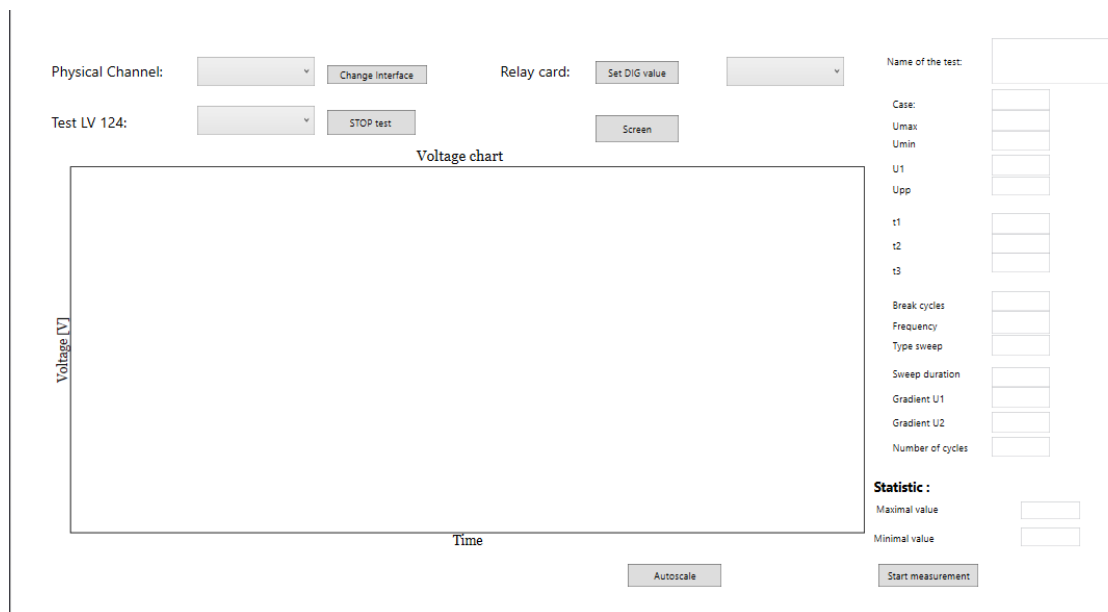 Physical Channel:
Change Interface
Relay card:
Set DIG value
Name of the test:
Test LV 124:
STOP test
Screen
Voltage chart
Voltage [V]
Time
Autoscale
Case:
Umax
Umin
U1
Upp
t1
t2
t3
Break cycles
Frequency
Type sweep
Sweep duration
Gradient U1
Gradient U2
Number of cycles
Statistic :
Maximal value
Minimal value
Start measurement